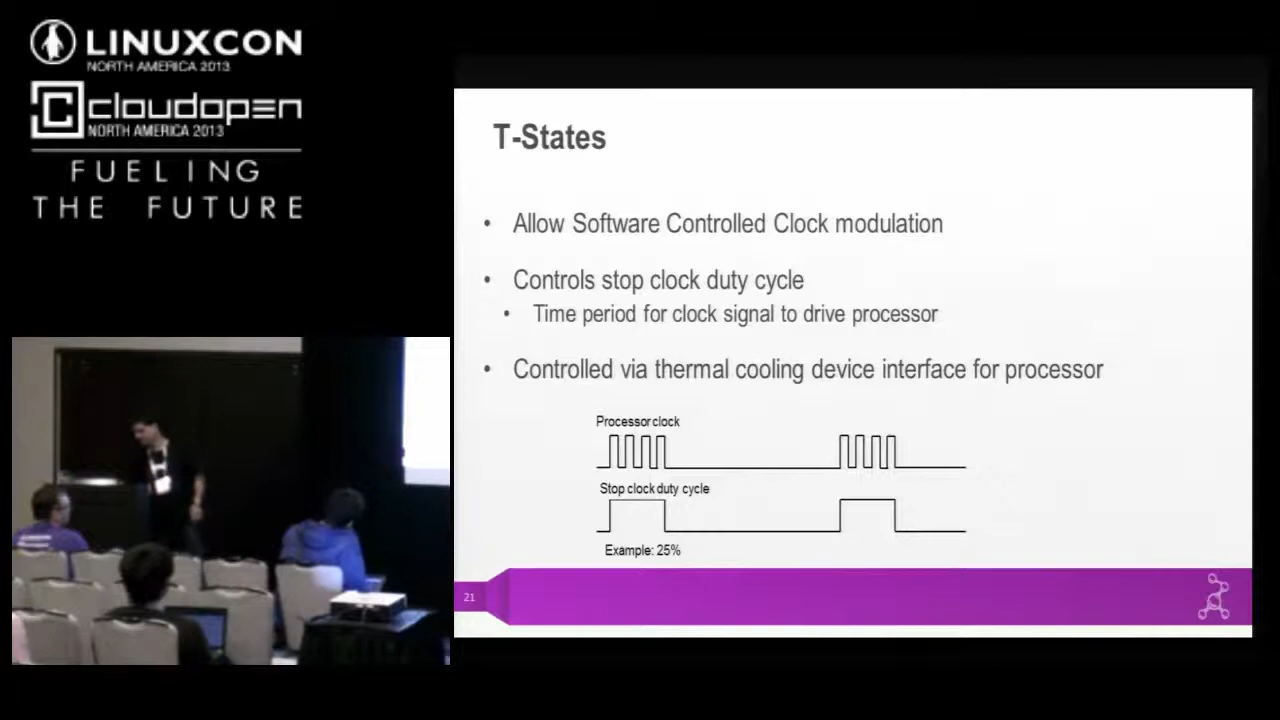 LINUXCON
NORTH AMERICA 2013
cloudopen
NORTH AMERICA 2013
FUELING
THE FUTURE
T-States
• Allow Software Controlled Clock modulation
• Controls stop clock duty cycle
• Time period for clock signal to drive processor
• Controlled via thermal cooling device interface for processor
Processor clock
Stop clock duty cycle
Example: 25%
21